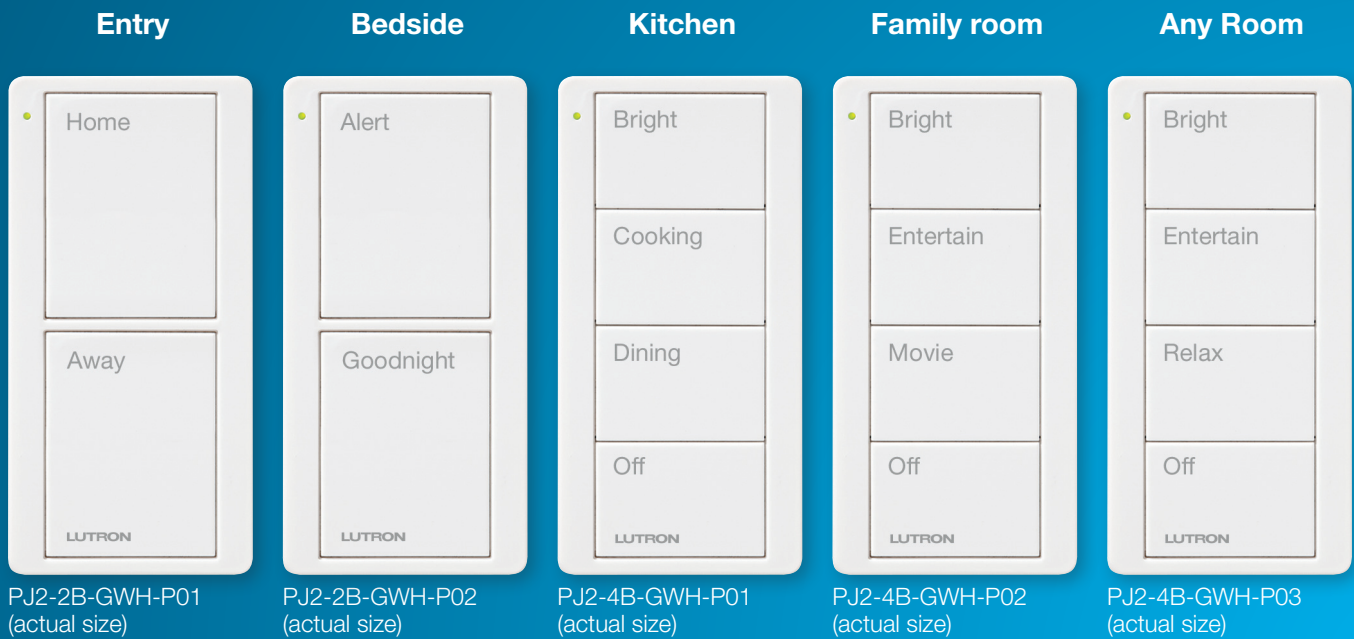 Entry
Home
Away
LUTRON
PJ2-2B-GWH-P01
(actual size)
Bedside
Alert
Goodnight
LUTRON
PJ2-2B-GWH-P02
(actual size)
Kitchen
Bright
Cooking
Dining
Off
LUTRON
PJ2-4B-GWH-P01
(actual size)
Family room
Bright
Entertain
Movie
Off
LUTRON
PJ2-4B-GWH-P02
(actual size)
Any Room
Bright
Entertain
Relax
Off
LUTRON
PJ2-4B-GWH-P03
(actual size)